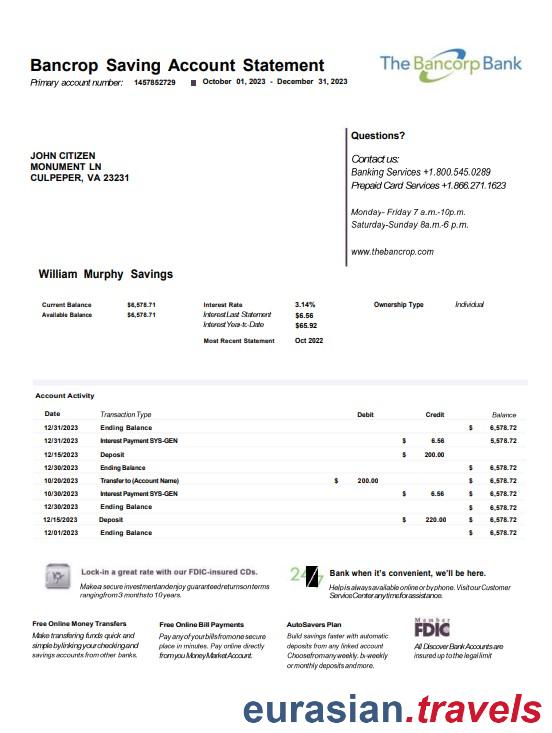 Bancrop Saving Account Statement
Primary account number: 1457852729 ■ October 01, 2023 - December 31, 2023
The Bancorp Bank
JOHN CITIZEN
MONUMENT LN
CULPEPER, VA 23231
Questions?
Contact us:
Banking Services +1.800.545.0289
Prepaid Card Services +1.866.271.1623
Monday- Friday 7 a.m.-10p.m.
Saturday-Sunday 8a.m.-6 p.m.
www.thebancrop.com
William Murphy Savings
Current Balance $6,578.71
Available Balance $6,578.71
Interest Rate 3.14%
Interest Last Statement $6.56
Interest Year-tc-Date $65.92
Most Recent Statement Oct 2022
Ownership Type Individual
Account Activity
Date Transaction Type Debit Credit Balance
12/31/2023 Ending Balance $ 6,578.72
12/31/2023 Interest Payment SYS-GEN $ 6.56 5,578.72
12/15/2023 Deposit $ 200.00
12/30/2023 Ending Balance $ 6,578.72
10/20/2023 Transfer to (Account Name) $ 200.00 $ 6,578.72
10/30/2023 Interest Payment SYS-GEN $ 6.56 $ 6,578.72
12/30/2023 Ending Balance $ 6,578.72
12/15/2023 Deposit $ 220.00 $ 6,578.72
12/01/2023 Ending Balance $ 6,578.72
Lock-in a great rate with our FDIC-insured CDs.
Make a secure investment and enjoy guaranteed returns on terms
ranging from 3 months to 10 years.
24/7
Bank when it's convenient, we'll be here.
Help is always available online or by phone. Visit our Customer
Service Center anytime for assistance.
Free Online Money Transfers
Make transferring funds quick and
simple by linking your checking and
savings accounts from other banks.
Free Online Bill Payments
Pay any of your bills from one secure
place in minutes. Pay online directly
from you Money Market Account.
AutoSavers Plan
Build savings faster with automatic
deposits from any linked account
Choose from any weekly, bi-weekly
or monthly deposits and more.
Member
FDIC
All Discover Bank Accounts are
insured up to the legal limit
eurasian.travels